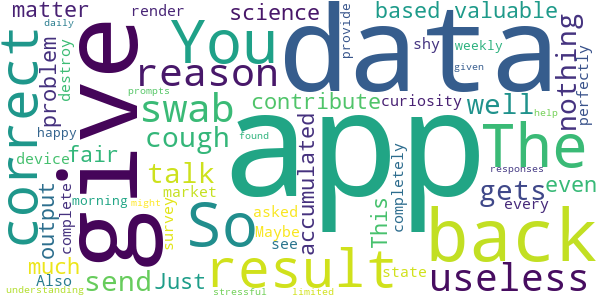 matter render science based valuable
daily provide
destroy problem reason You data shy weekly nothing
given
prompts curiosity perfectly
correct give swab contribute well
happy cough app The
device fair found help
accumulated completely responses
output complete morning talk market This gets every even
might
survey So asked back
Maybe see
much Also send Just result state useless
understanding stressful limited